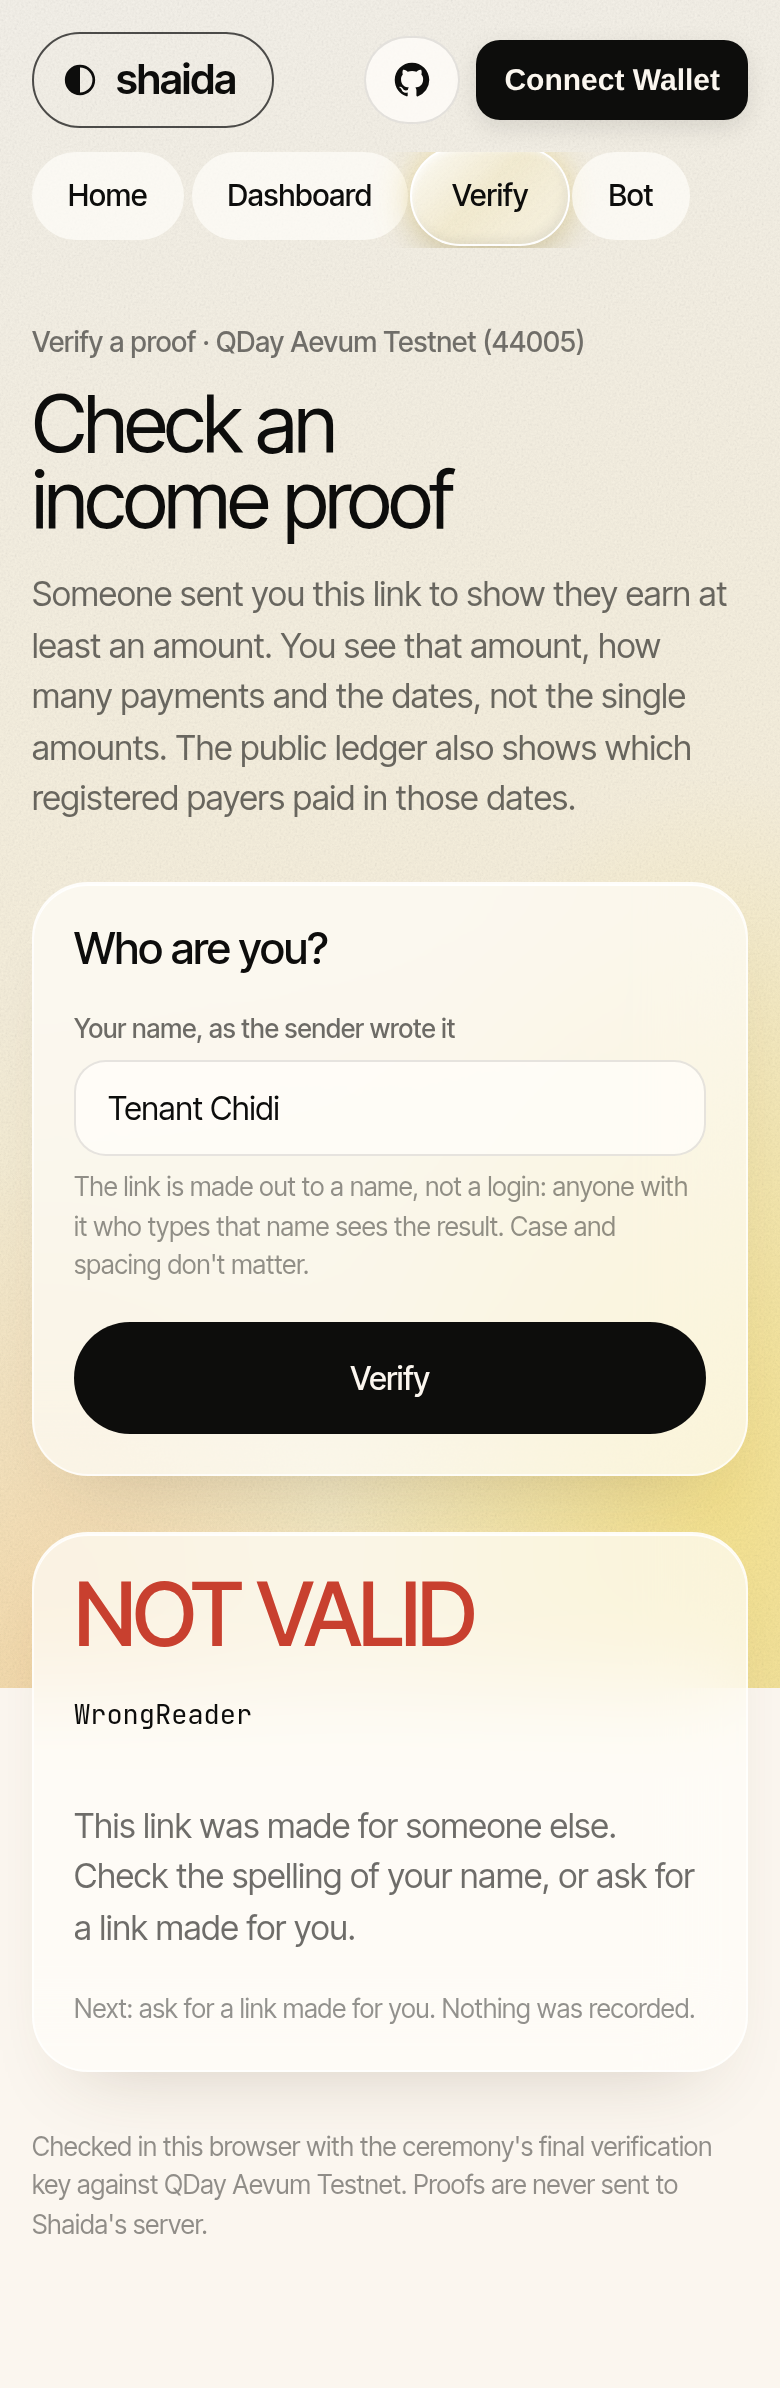 shaida
Connect Wallet
Home
Dashboard
Verify
Bot
Verify a proof · QDay Aevum Testnet (44005)
Check an
income proof
Someone sent you this link to show they earn at
least an amount. You see that amount, how
many payments and the dates, not the single
amounts. The public ledger also shows which
registered payers paid in those dates.
Who are you?
Your name, as the sender wrote it
Tenant Chidi
The link is made out to a name, not a login: anyone with
it who types that name sees the result. Case and
spacing don't matter.
Verify
NOT VALID
WrongReader
This link was made for someone else.
Check the spelling of your name, or ask for
a link made for you.
Next: ask for a link made for you. Nothing was recorded.
Checked in this browser with the ceremony's final verification
key against QDay Aevum Testnet. Proofs are never sent to
Shaida's server.